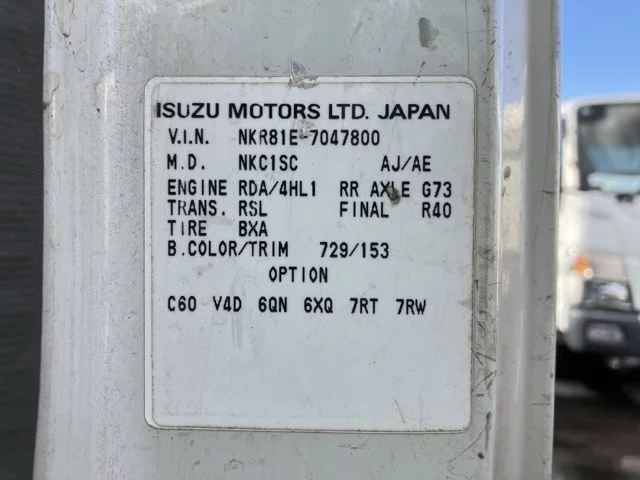 ISUZU MOTORS LTD. JAPAN
V.I.N. NKR81E-7047800
M.D. NKC1SC AJ/AE
ENGINE RDA/4HL1 RR AXLE G73
TRANS. RSL FINAL R40
TIRE BXA
B.COLOR/TRIM 729/153
OPTION
C60 V4D 6QN 6XQ 7RT 7RW